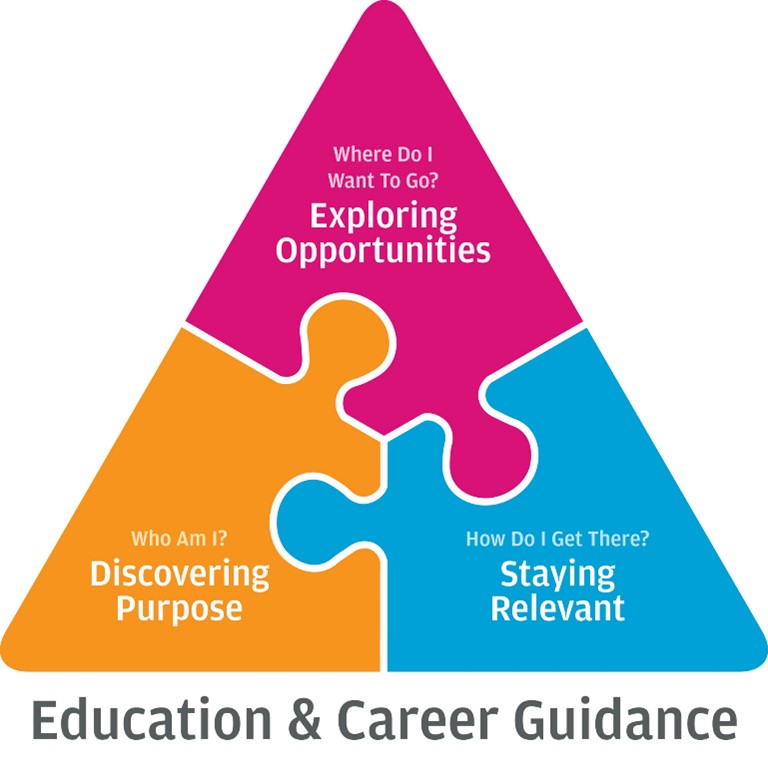 Where Do I
Want To Go?
Exploring
Opportunities
Who Am I?
Discovering
Purpose
How Do I Get There?
Staying
Relevant
Education & Career Guidance